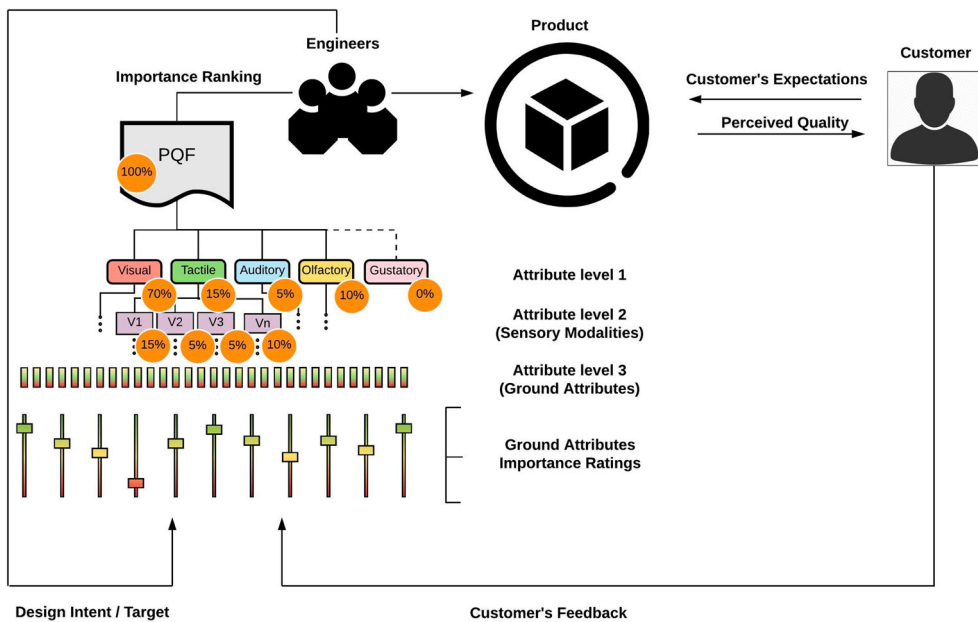 Product
Engineers
Customer
Importance Ranking
Customer's Expectations
Perceived Quality
PQF
100%
Visual
Tactile
Auditory
Olfactory
Gustatory
Attribute level 1
70%
15%
5%
10%
0%
V1
V2
V3
Vn
Attribute level 2
(Sensory Modalities)
15%
5%
5%
10%
Attribute level 3
(Ground Attributes)
Ground Attributes
Importance Ratings
Design Intent / Target
Customer's Feedback